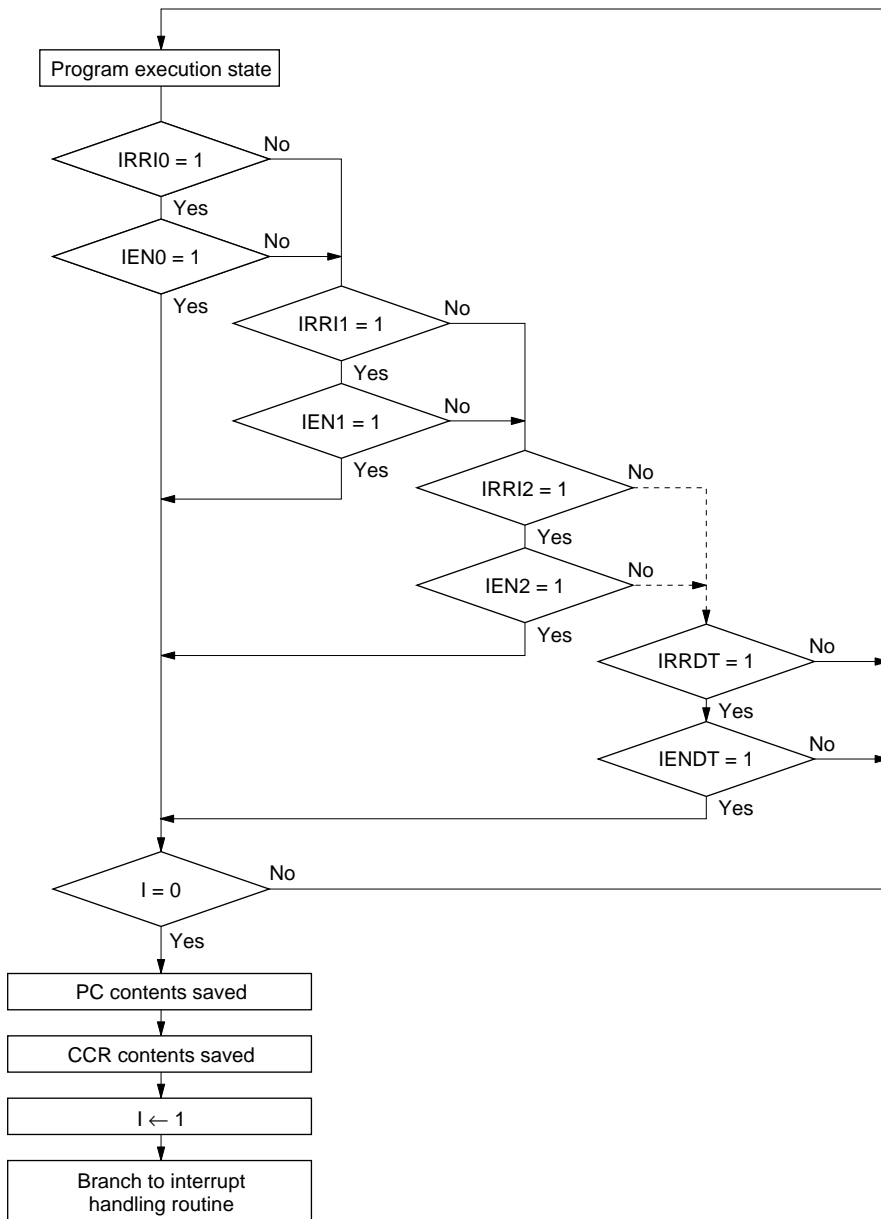 Program execution state
IRRI0 = 1
No
Yes
IEN0 = 1
No
Yes
IRRI1 = 1
No
Yes
IEN1 = 1
No
Yes
IRRI2 = 1
No
Yes
IEN2 = 1
No
Yes
IRRDT = 1
No
Yes
IENDT = 1
No
Yes
I = 0
No
Yes
PC contents saved
CCR contents saved
I ← 1
Branch to interrupt
handling routine